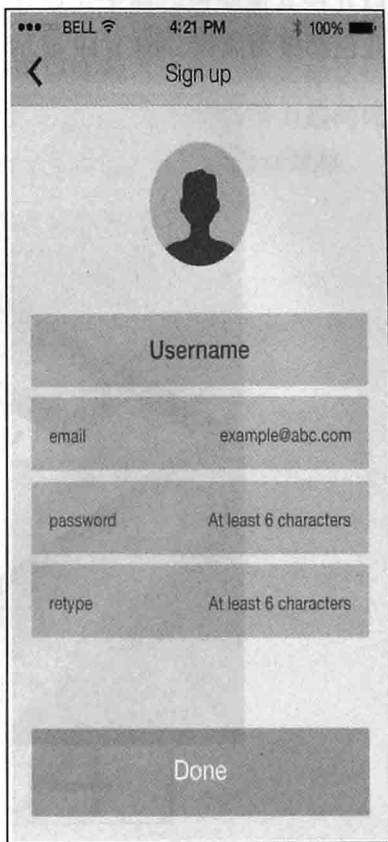 BELL 4:21 PM 100%
Sign up
Username
email example@abc.com
password At least 6 characters
retype At least 6 characters
Done